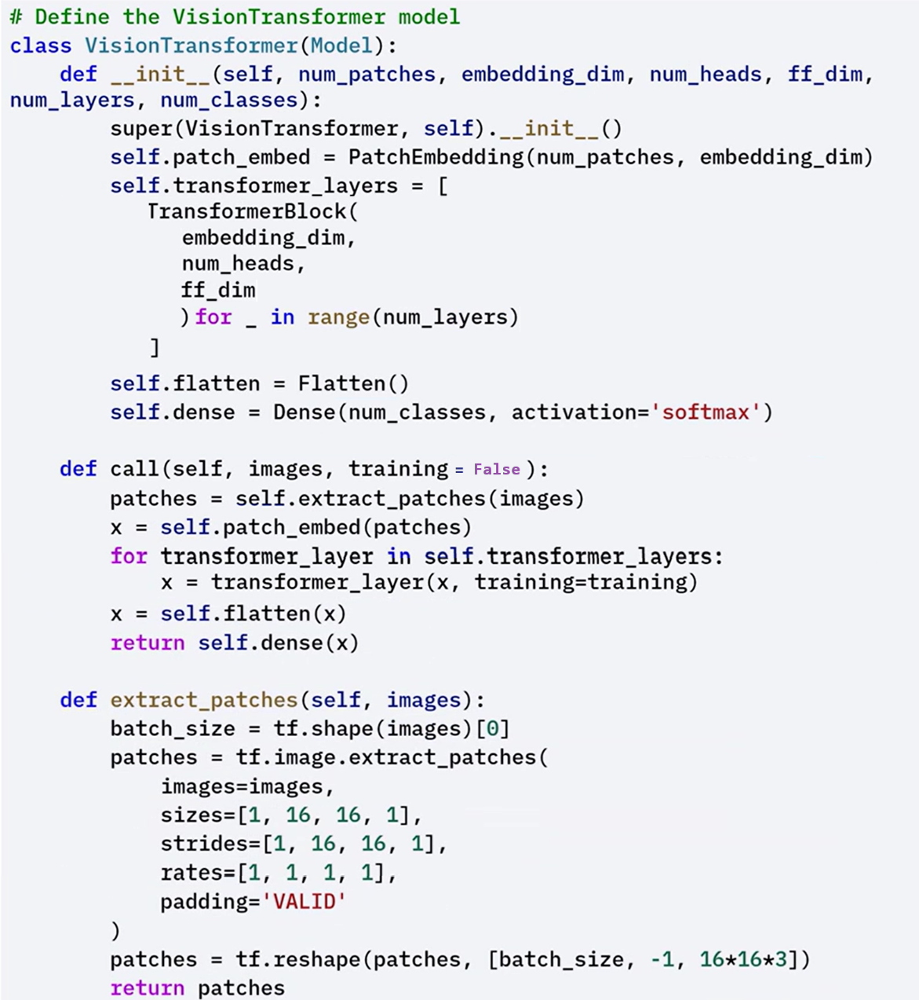 # Define the VisionTransformer model
class VisionTransformer(Model):
    def __init__(self, num_patches, embedding_dim, num_heads, ff_dim,
num_layers, num_classes):
        super(VisionTransformer, self).__init__()
        self.patch_embed = PatchEmbedding(num_patches, embedding_dim)
        self.transformer_layers = [
           TransformerBlock(
              embedding_dim,
              num_heads,
              ff_dim
              )for _ in range(num_layers)
           ]
        self.flatten = Flatten()
        self.dense = Dense(num_classes, activation='softmax')

    def call(self, images, training = False ):
        patches = self.extract_patches(images)
        x = self.patch_embed(patches)
        for transformer_layer in self.transformer_layers:
            x = transformer_layer(x, training=training)
        x = self.flatten(x)
        return self.dense(x)

    def extract_patches(self, images):
        batch_size = tf.shape(images)[0]
        patches = tf.image.extract_patches(
            images=images,
            sizes=[1, 16, 16, 1],
            strides=[1, 16, 16, 1],
            rates=[1, 1, 1, 1],
            padding='VALID'
        )
        patches = tf.reshape(patches, [batch_size, -1, 16*16*3])
        return patches